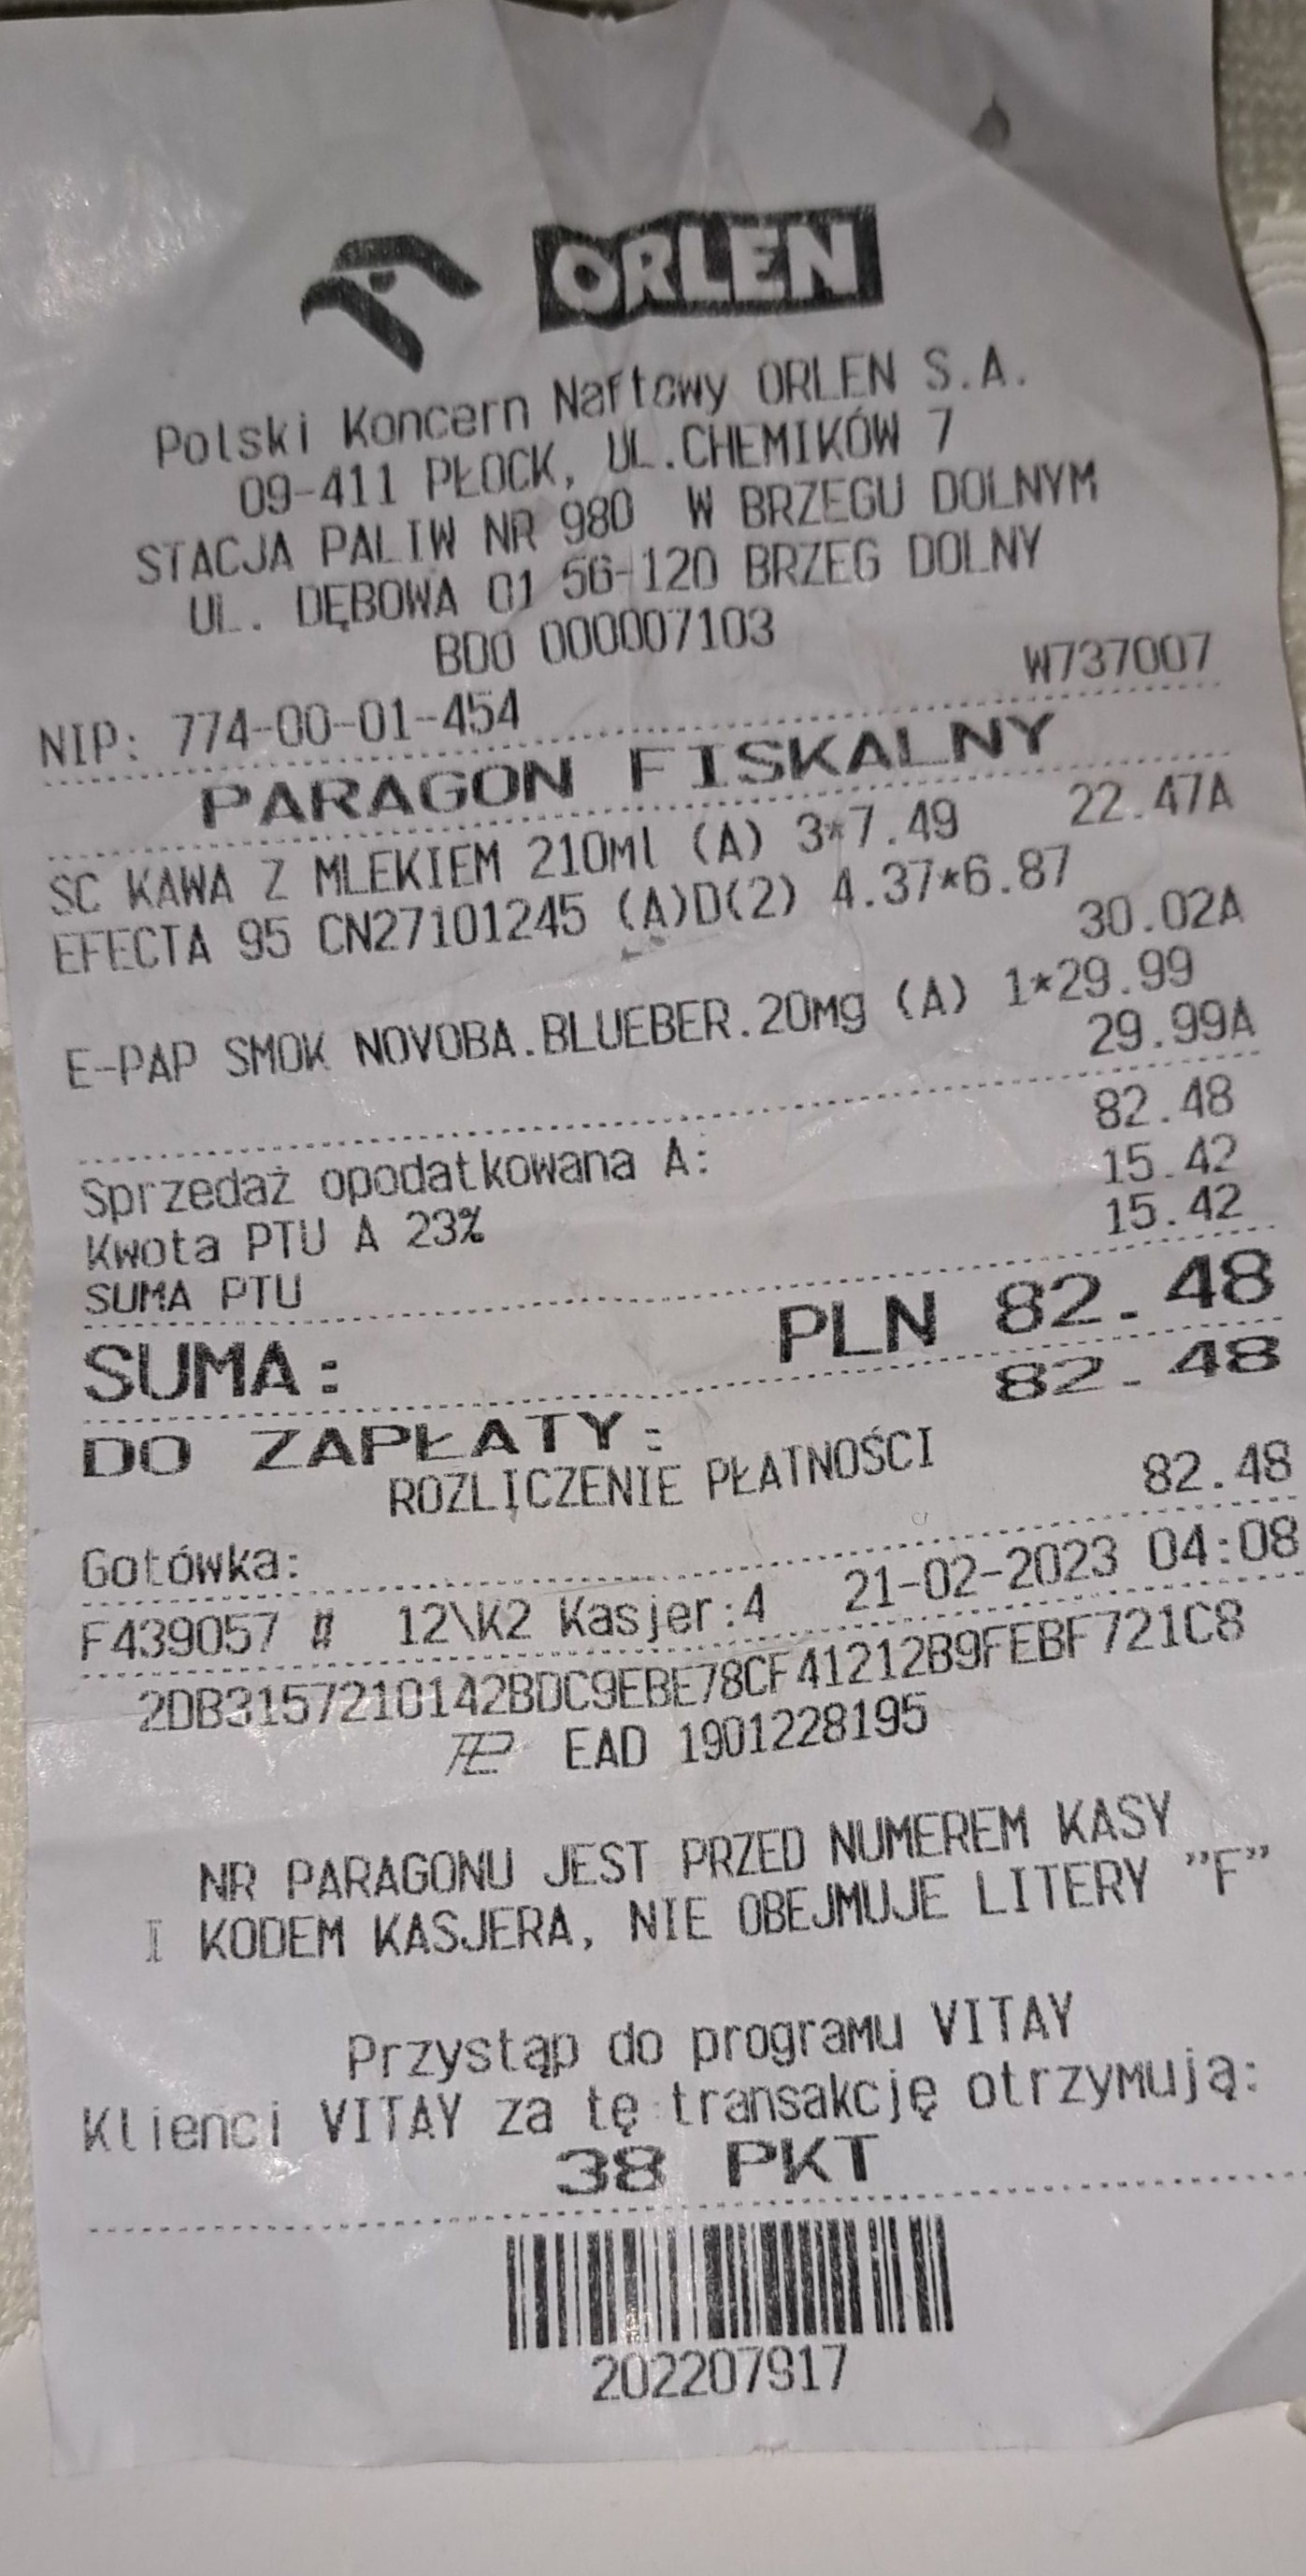 ORLEN
Polski Koncern Naftowy ORLEN S.A.
09-411 PŁOCK, UL.CHEMIKÓW 7
STACJA PALIW NR 980 W BRZEGU DOLNYM
UL. DĘBOWA 01 56-120 BRZEG DOLNY
BDO 000007103
NIP: 774-00-01-454 W737007
PARAGON FISKALNY
SC KAWA Z MLEKIEM 210ml (A) 3*7.49 22.47A
EFECTA 95 CN27101245 (A)D(2) 4.37*6.87
30.02A
E-PAP SMOK NOVOBA.BLUEBER.20mg (A) 1*29.99
29.99A
Sprzedaż opodatkowana A: 82.48
Kwota PTU A 23% 15.42
SUMA PTU 15.42
SUMA: PLN 82.48
DO ZAPŁATY: 82.48
ROZLICZENIE PŁATNOŚCI
Gotówka: 82.48
F439057 # 12\K2 Kasjer:4 21-02-2023 04:08
2DB3157210142BDC9EBE78CF41212B9FEBF721C8
EAD 1901228195
NR PARAGONU JEST PRZED NUMEREM KASY
I KODEM KASJERA, NIE OBEJMUJE LITERY "F"
Przystąp do programu VITAY
Klienci VITAY za tę transakcję otrzymują:
38 PKT
202207917